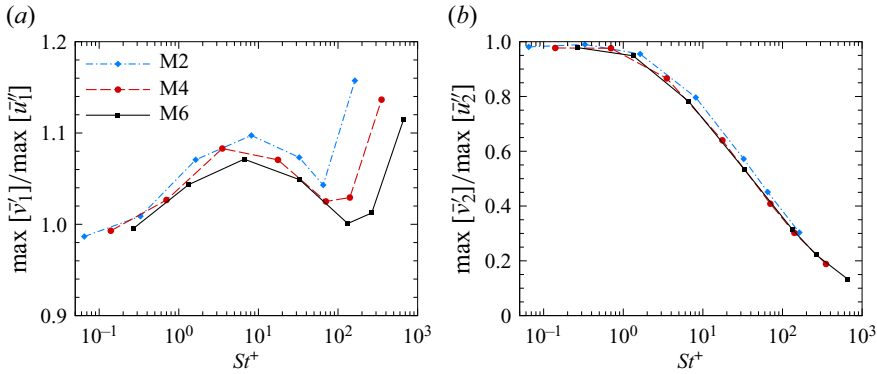 (a)
(b)
1.2
1.1
1.0
0.9
M2
M4
M6
max [v̄′₁]/max [ū″₁]
10⁻¹ 10⁰ 10¹ 10² 10³
St⁺
1.0
0.8
0.6
0.4
0.2
0
max [v̄′₂]/max [ū″₂]
10⁻¹ 10⁰ 10¹ 10² 10³
St⁺